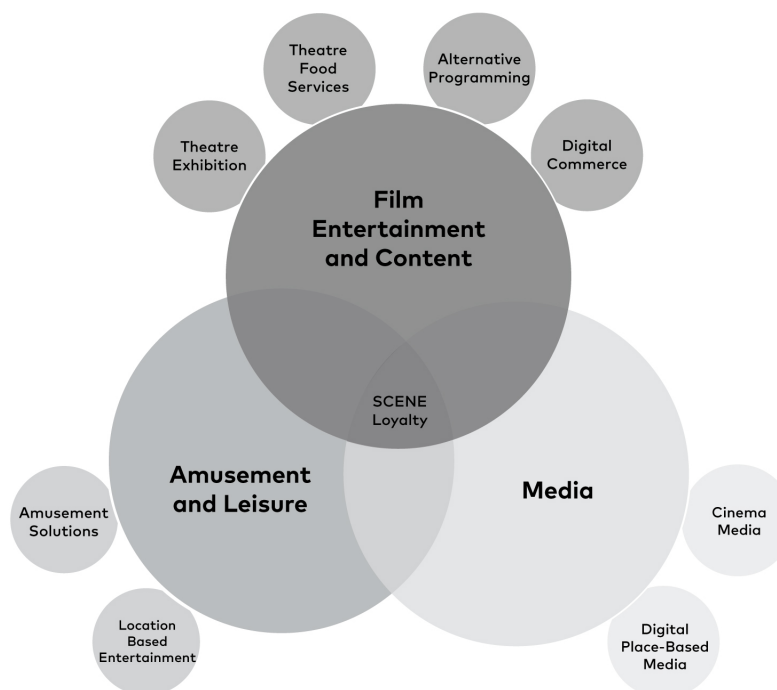 Theatre
Food
Services
Alternative
Programming
Theatre
Exhibition
Digital
Commerce
Film
Entertainment
and Content
SCENE
Loyalty
Amusement
and Leisure
Media
Amusement
Solutions
Cinema
Media
Location
Based
Entertainment
Digital
Place-Based
Media